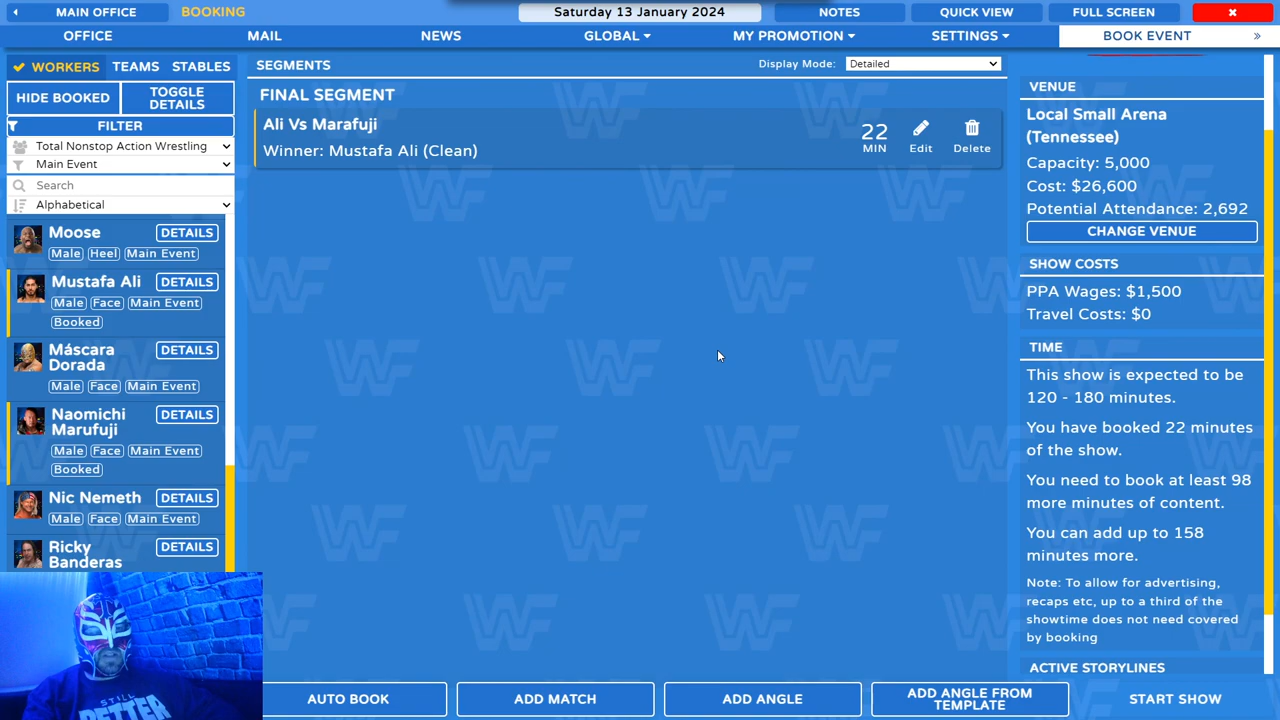 MAIN OFFICE
BOOKING
Saturday 13 January 2024
NOTES
QUICK VIEW
FULL SCREEN
OFFICE
MAIL
NEWS
GLOBAL
MY PROMOTION
SETTINGS
BOOK EVENT
WORKERS
TEAMS
STABLES
HIDE BOOKED
TOGGLE
DETAILS
FILTER
Total Nonstop Action Wrestling
Main Event
Search
Alphabetical
Moose
DETAILS
Male Heel Main Event
Mustafa Ali
DETAILS
Male Face Main Event
Booked
Máscara
Dorada
DETAILS
Male Face Main Event
Naomichi
Marufuji
DETAILS
Male Face Main Event
Booked
Nic Nemeth
DETAILS
Male Face Main Event
Ricky
Banderas
DETAILS
SEGMENTS
Display Mode:
Detailed
FINAL SEGMENT
Ali Vs Marafuji
Winner: Mustafa Ali (Clean)
22
MIN
Edit
Delete
VENUE
Local Small Arena
(Tennessee)
Capacity: 5,000
Cost: $26,600
Potential Attendance: 2,692
CHANGE VENUE
SHOW COSTS
PPA Wages: $1,500
Travel Costs: $0
TIME
This show is expected to be
120 - 180 minutes.
You have booked 22 minutes
of the show.
You need to book at least 98
more minutes of content.
You can add up to 158
minutes more.
Note: To allow for advertising,
recaps etc, up to a third of the
showtime does not need covered
by booking
ACTIVE STORYLINES
AUTO BOOK
ADD MATCH
ADD ANGLE
ADD ANGLE FROM
TEMPLATE
START SHOW
STILL
BETTER